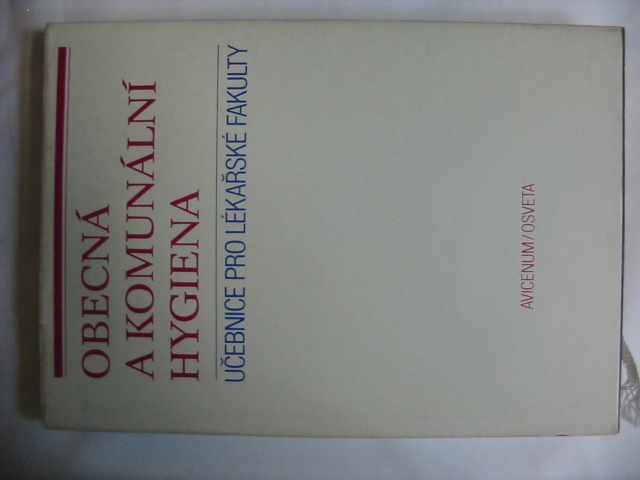 OBECNÁ
A KOMUNÁLNÍ
HYGIENA
UČEBNICE PRO LÉKAŘSKÉ FAKULTY
AVICENUM/OSVETA